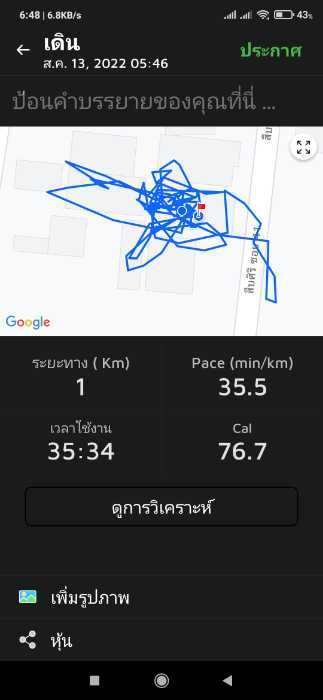 6:48 | 6.8KB/s
43
เดิน
ส.ค. 13, 2022 05:46
ประกาศ
ป้อนคำบรรยายของคุณที่นี่ ...
สืบศิริ ซอย
Google
ระยะทาง ( Km)
Pace (min/km)
1
35.5
เวลาใช้งาน
Cal
35:34
76.7
ดูการวิเคราะห์
เพิ่มรูปภาพ
หุ้น